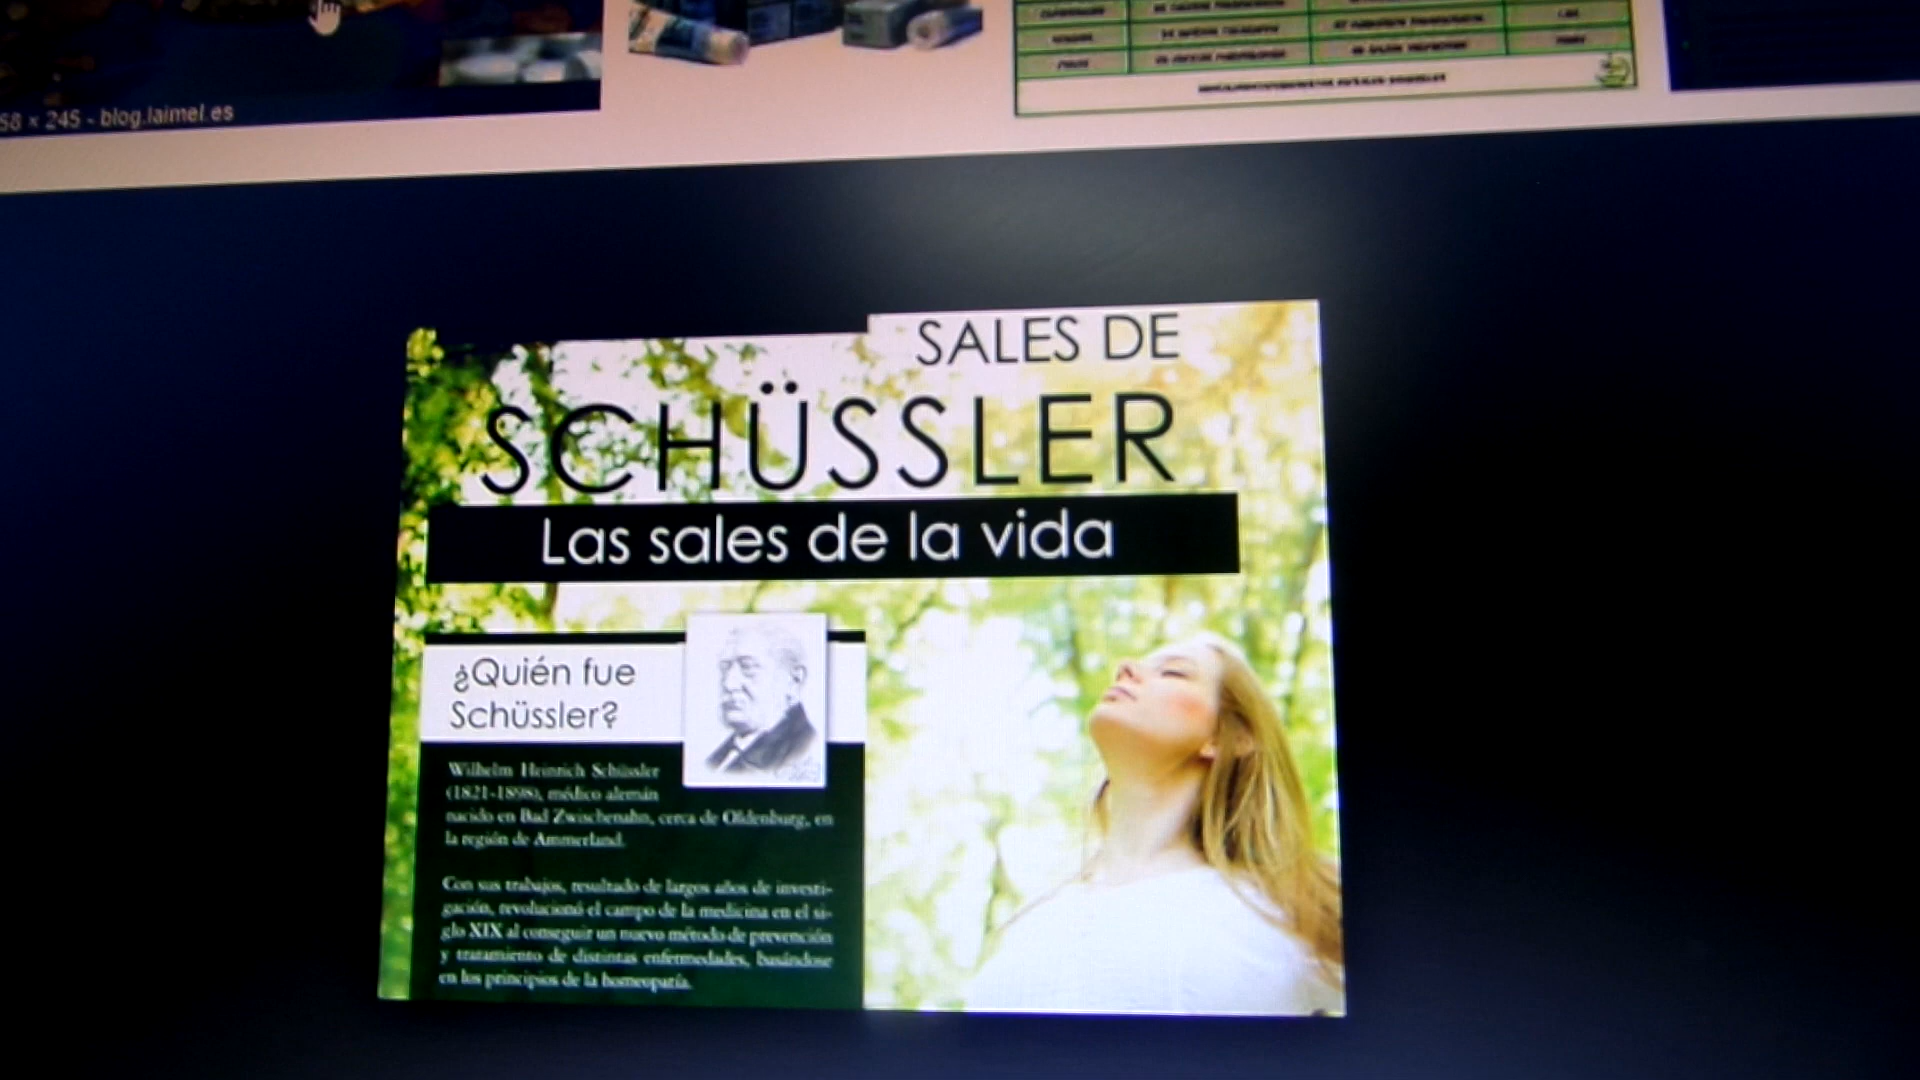 58 × 245 - blog.laimel.es
SALES DE
SCHÜSSLER
Las sales de la vida
¿Quién fue
Schüssler?
Wilhelm Heinrich Schüssler
(1821-1898), médico alemán
nacido en Bad Zwischenahn, cerca de Oldenburg, en
la región de Ammerland.
Con sus trabajos, resultado de largos años de investi-
gación, revolucionó el campo de la medicina en el si-
glo XIX al conseguir un nuevo método de prevención
y tratamiento de distintas enfermedades, basándose
en los principios de la homeopatía.